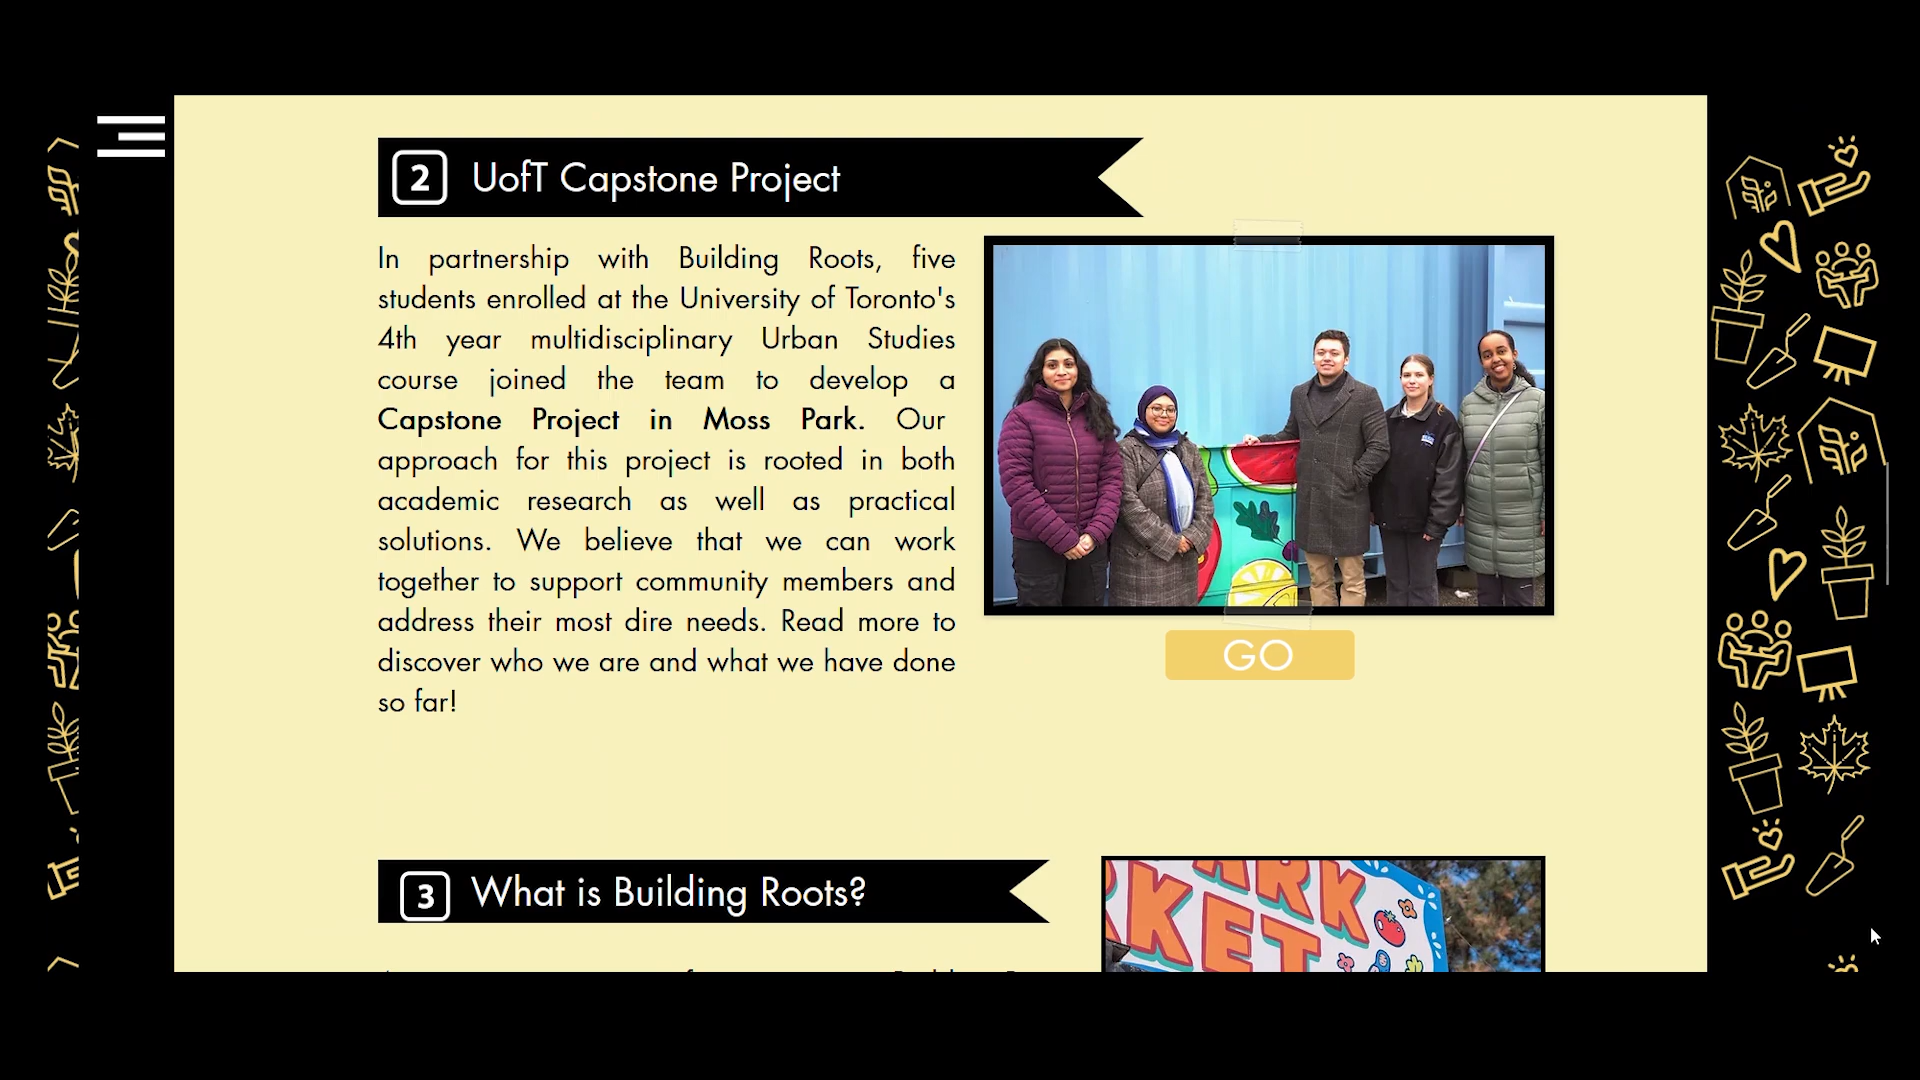 2 UofT Capstone Project
In partnership with Building Roots, five
students enrolled at the University of Toronto's
4th year multidisciplinary Urban Studies
course joined the team to develop a
Capstone Project in Moss Park. Our
approach for this project is rooted in both
academic research as well as practical
solutions. We believe that we can work
together to support community members and
address their most dire needs. Read more to
discover who we are and what we have done
so far!
GO
3 What is Building Roots?